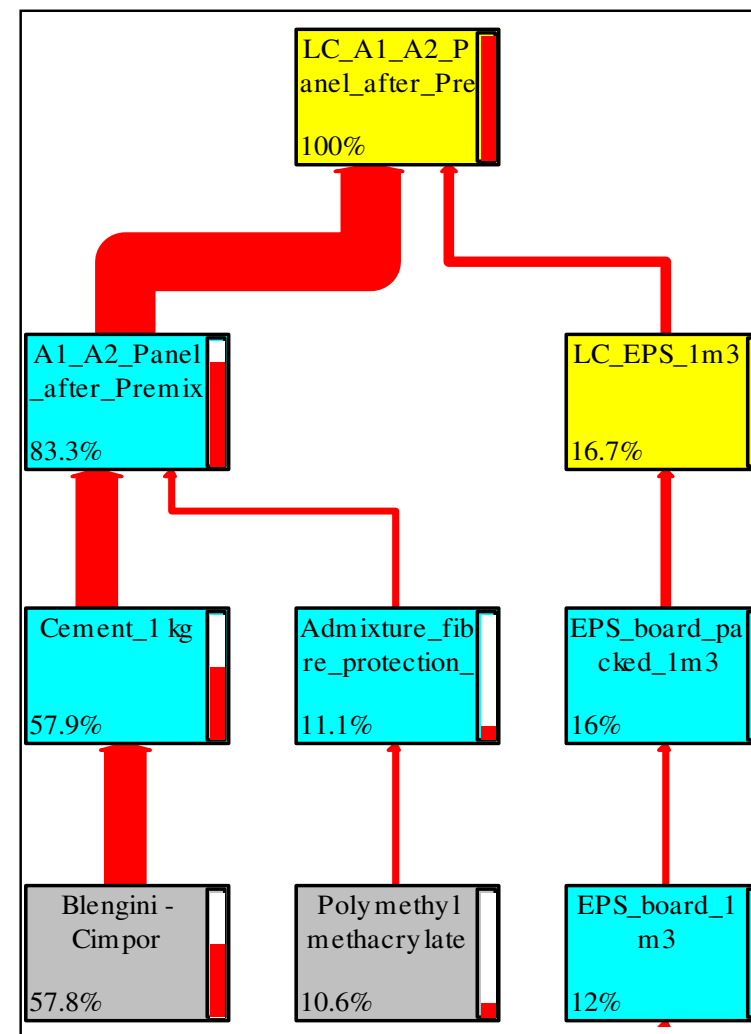 LC_A1_A2_P
anel_after_Pre
100%
A1_A2_Panel
_after_Premix
83.3%
LC_EPS_1m3
16.7%
Cement_1 kg
57.9%
Admixture_fib
re_protection_
11.1%
EPS_board_pa
cked_1m3
16%
Blengini -
Cimpor
57.8%
Polymethyl
methacrylate
10.6%
EPS_board_1
m3
12%